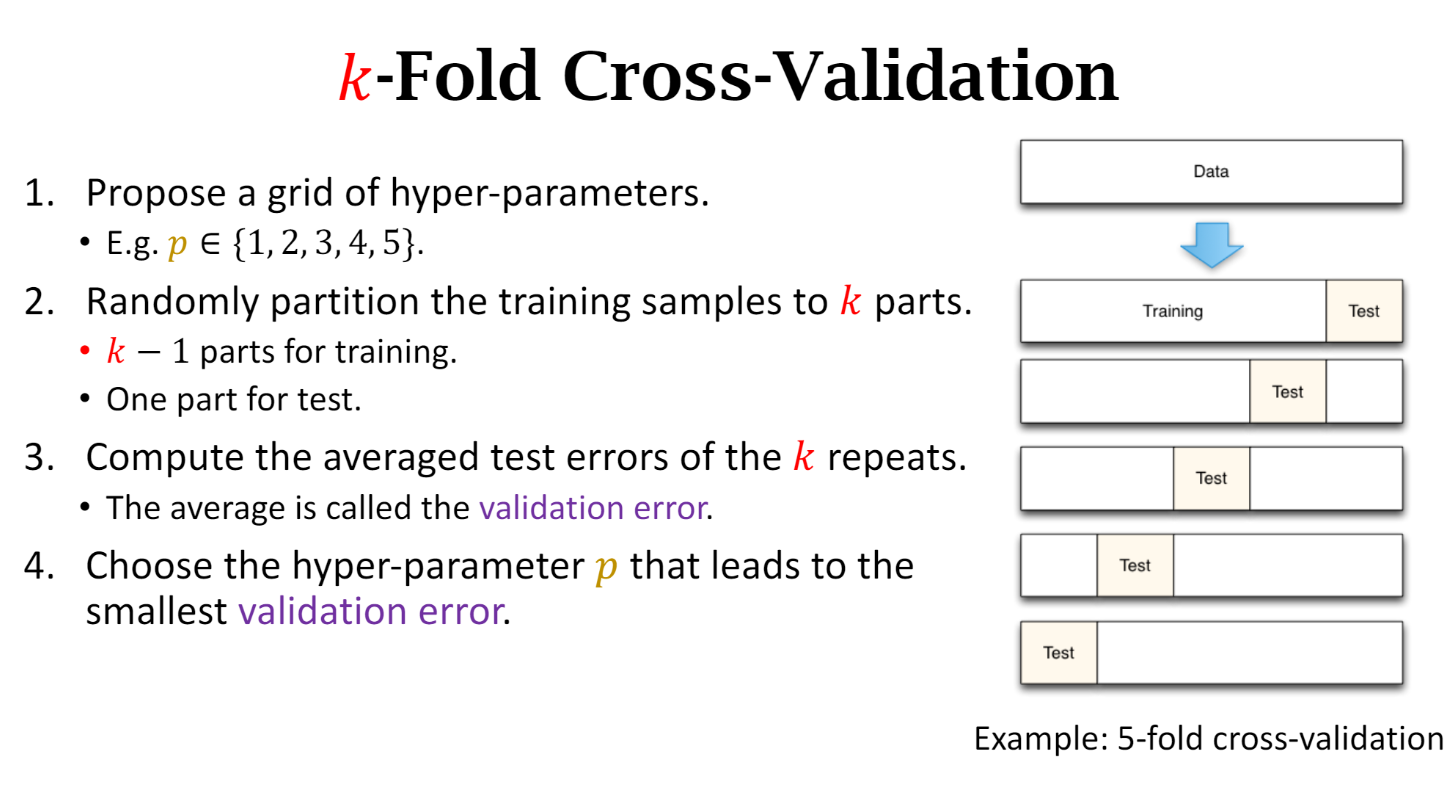 k-Fold Cross-Validation
1. Propose a grid of hyper-parameters.
• E.g. p ∈ {1, 2, 3, 4, 5}.
2. Randomly partition the training samples to k parts.
• k − 1 parts for training.
• One part for test.
3. Compute the averaged test errors of the k repeats.
• The average is called the validation error.
4. Choose the hyper-parameter p that leads to the
smallest validation error.
Data
Training Test
Test
Test
Test
Test
Example: 5-fold cross-validation